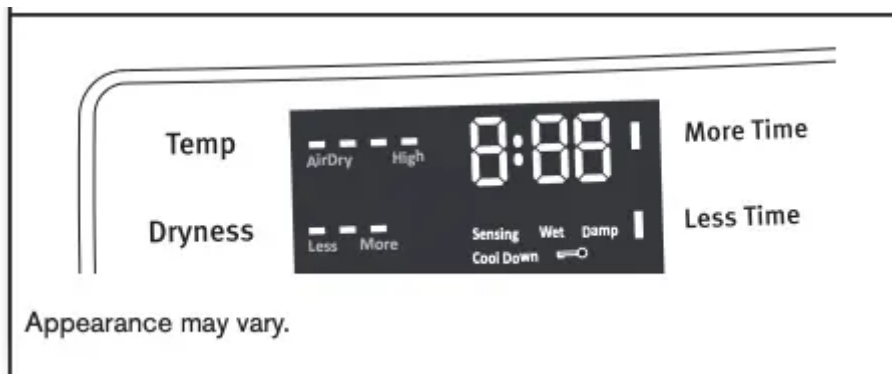 Temp
AirDry High
8:88
More Time
Dryness
Less More
Sensing Wet Damp
Cool Down
Less Time
Appearance may vary.